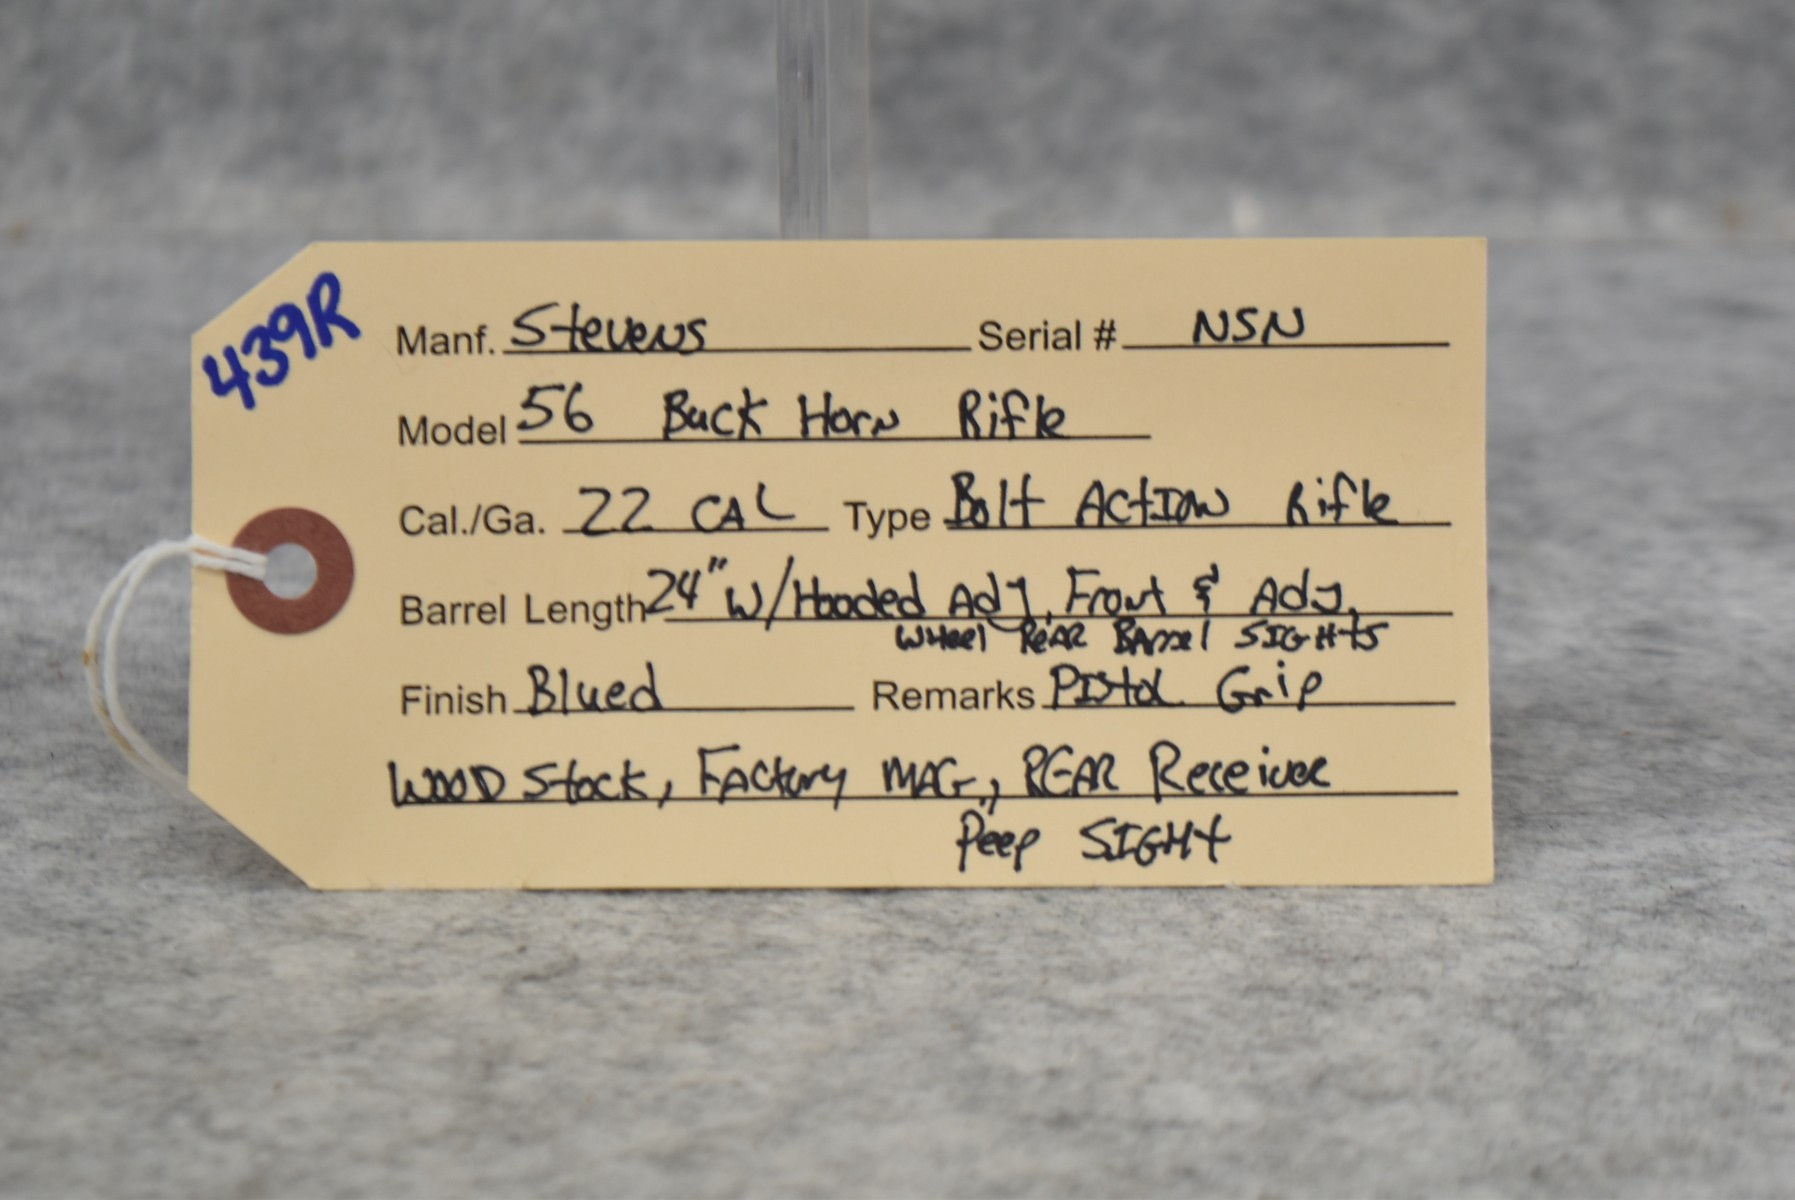 439R
Manf. Stevens Serial # NSN
Model 56 Buck Horn Rifle
Cal./Ga. 22 CAL Type Bolt Action Rifle
Barrel Length 24" W/Hooded Adj. Front & Adj.
Wheel Rear Barrel SIGHTS
Finish Blued Remarks Pistol Grip
WOOD Stock, Factory MAG., REAR Receiver
Peep SIGHT